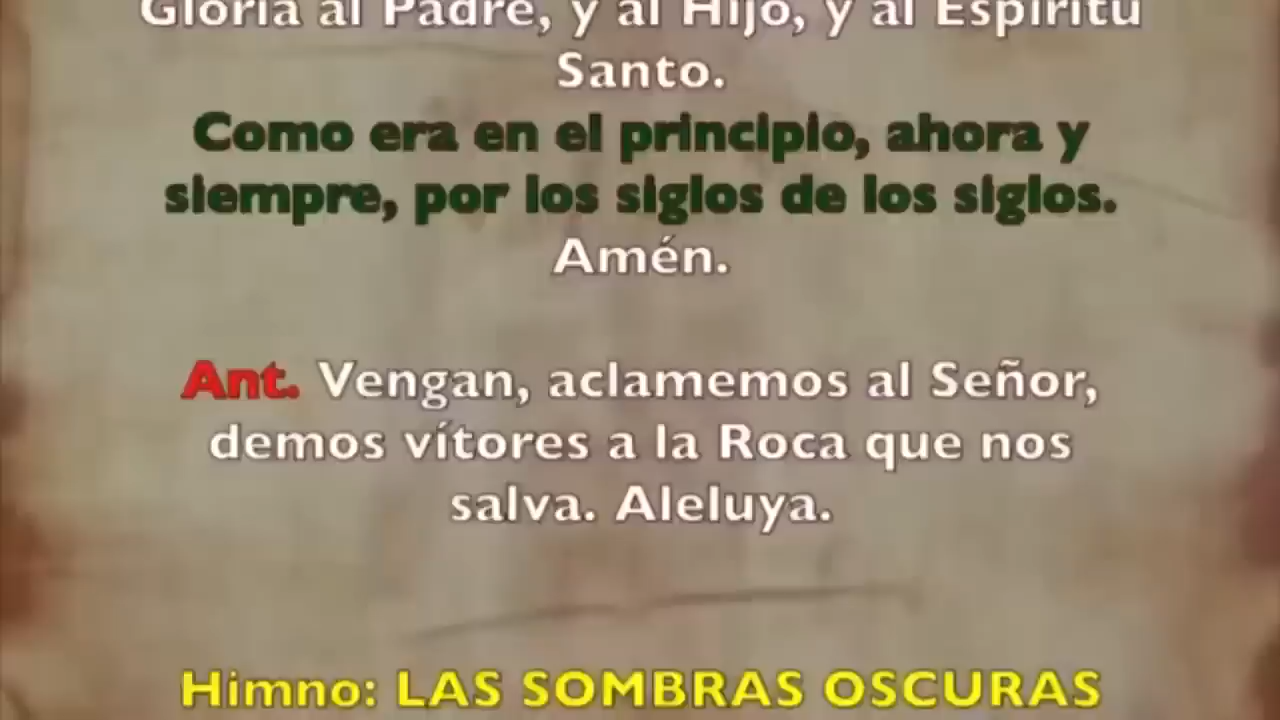 Gloria al Padre, y al Hijo, y al Espíritu
Santo.
Como era en el principio, ahora y
siempre, por los siglos de los siglos.
Amén.
Ant. Vengan, aclamemos al Señor,
demos vítores a la Roca que nos
salva. Aleluya.
Himno: LAS SOMBRAS OSCURAS